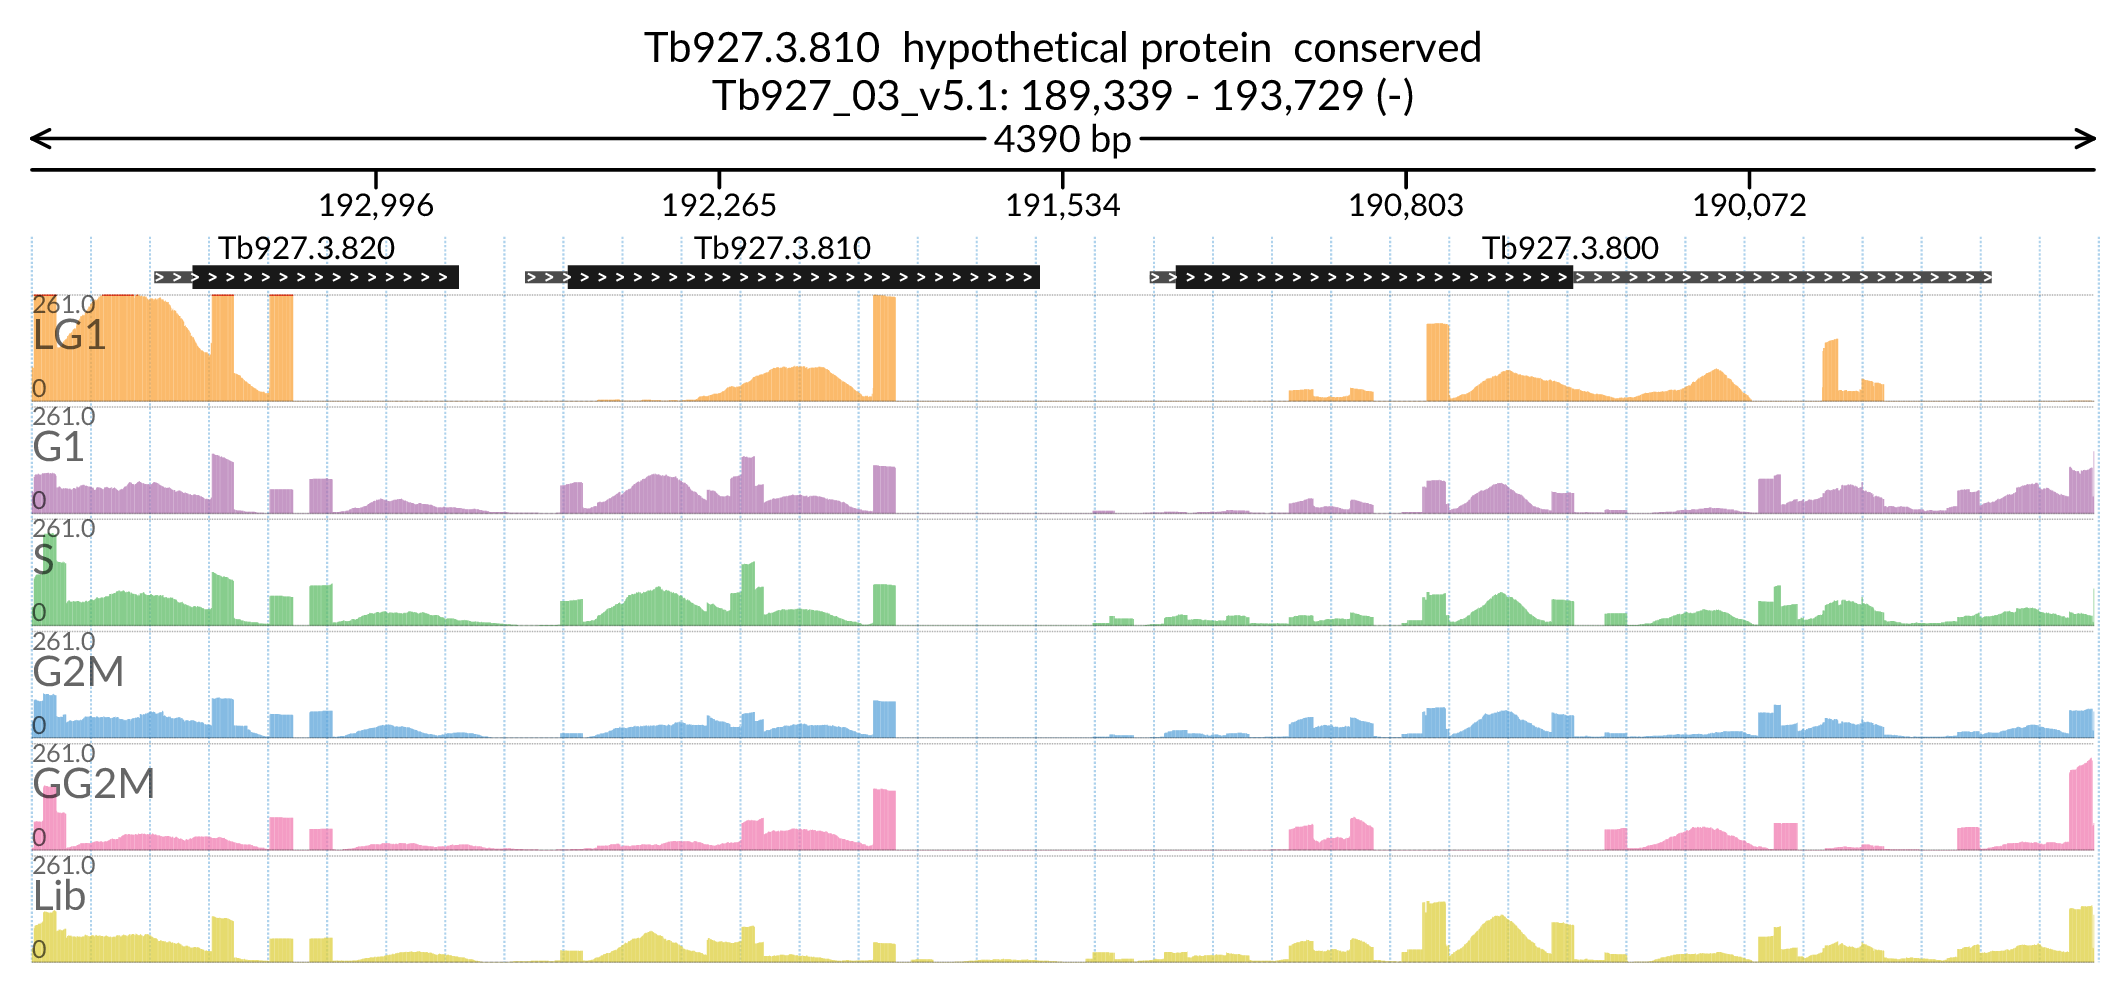 Tb927.3.810  hypothetical protein  conserved
Tb927_03_v5.1: 189,339 - 193,729 (-)
4390 bp
192,996 192,265 191,534 190,803 190,072
Tb927.3.820 Tb927.3.810 Tb927.3.800
261.0
LG1
0
261.0
G1
0
261.0
S
0
261.0
G2M
0
261.0
GG2M
0
261.0
Lib
0